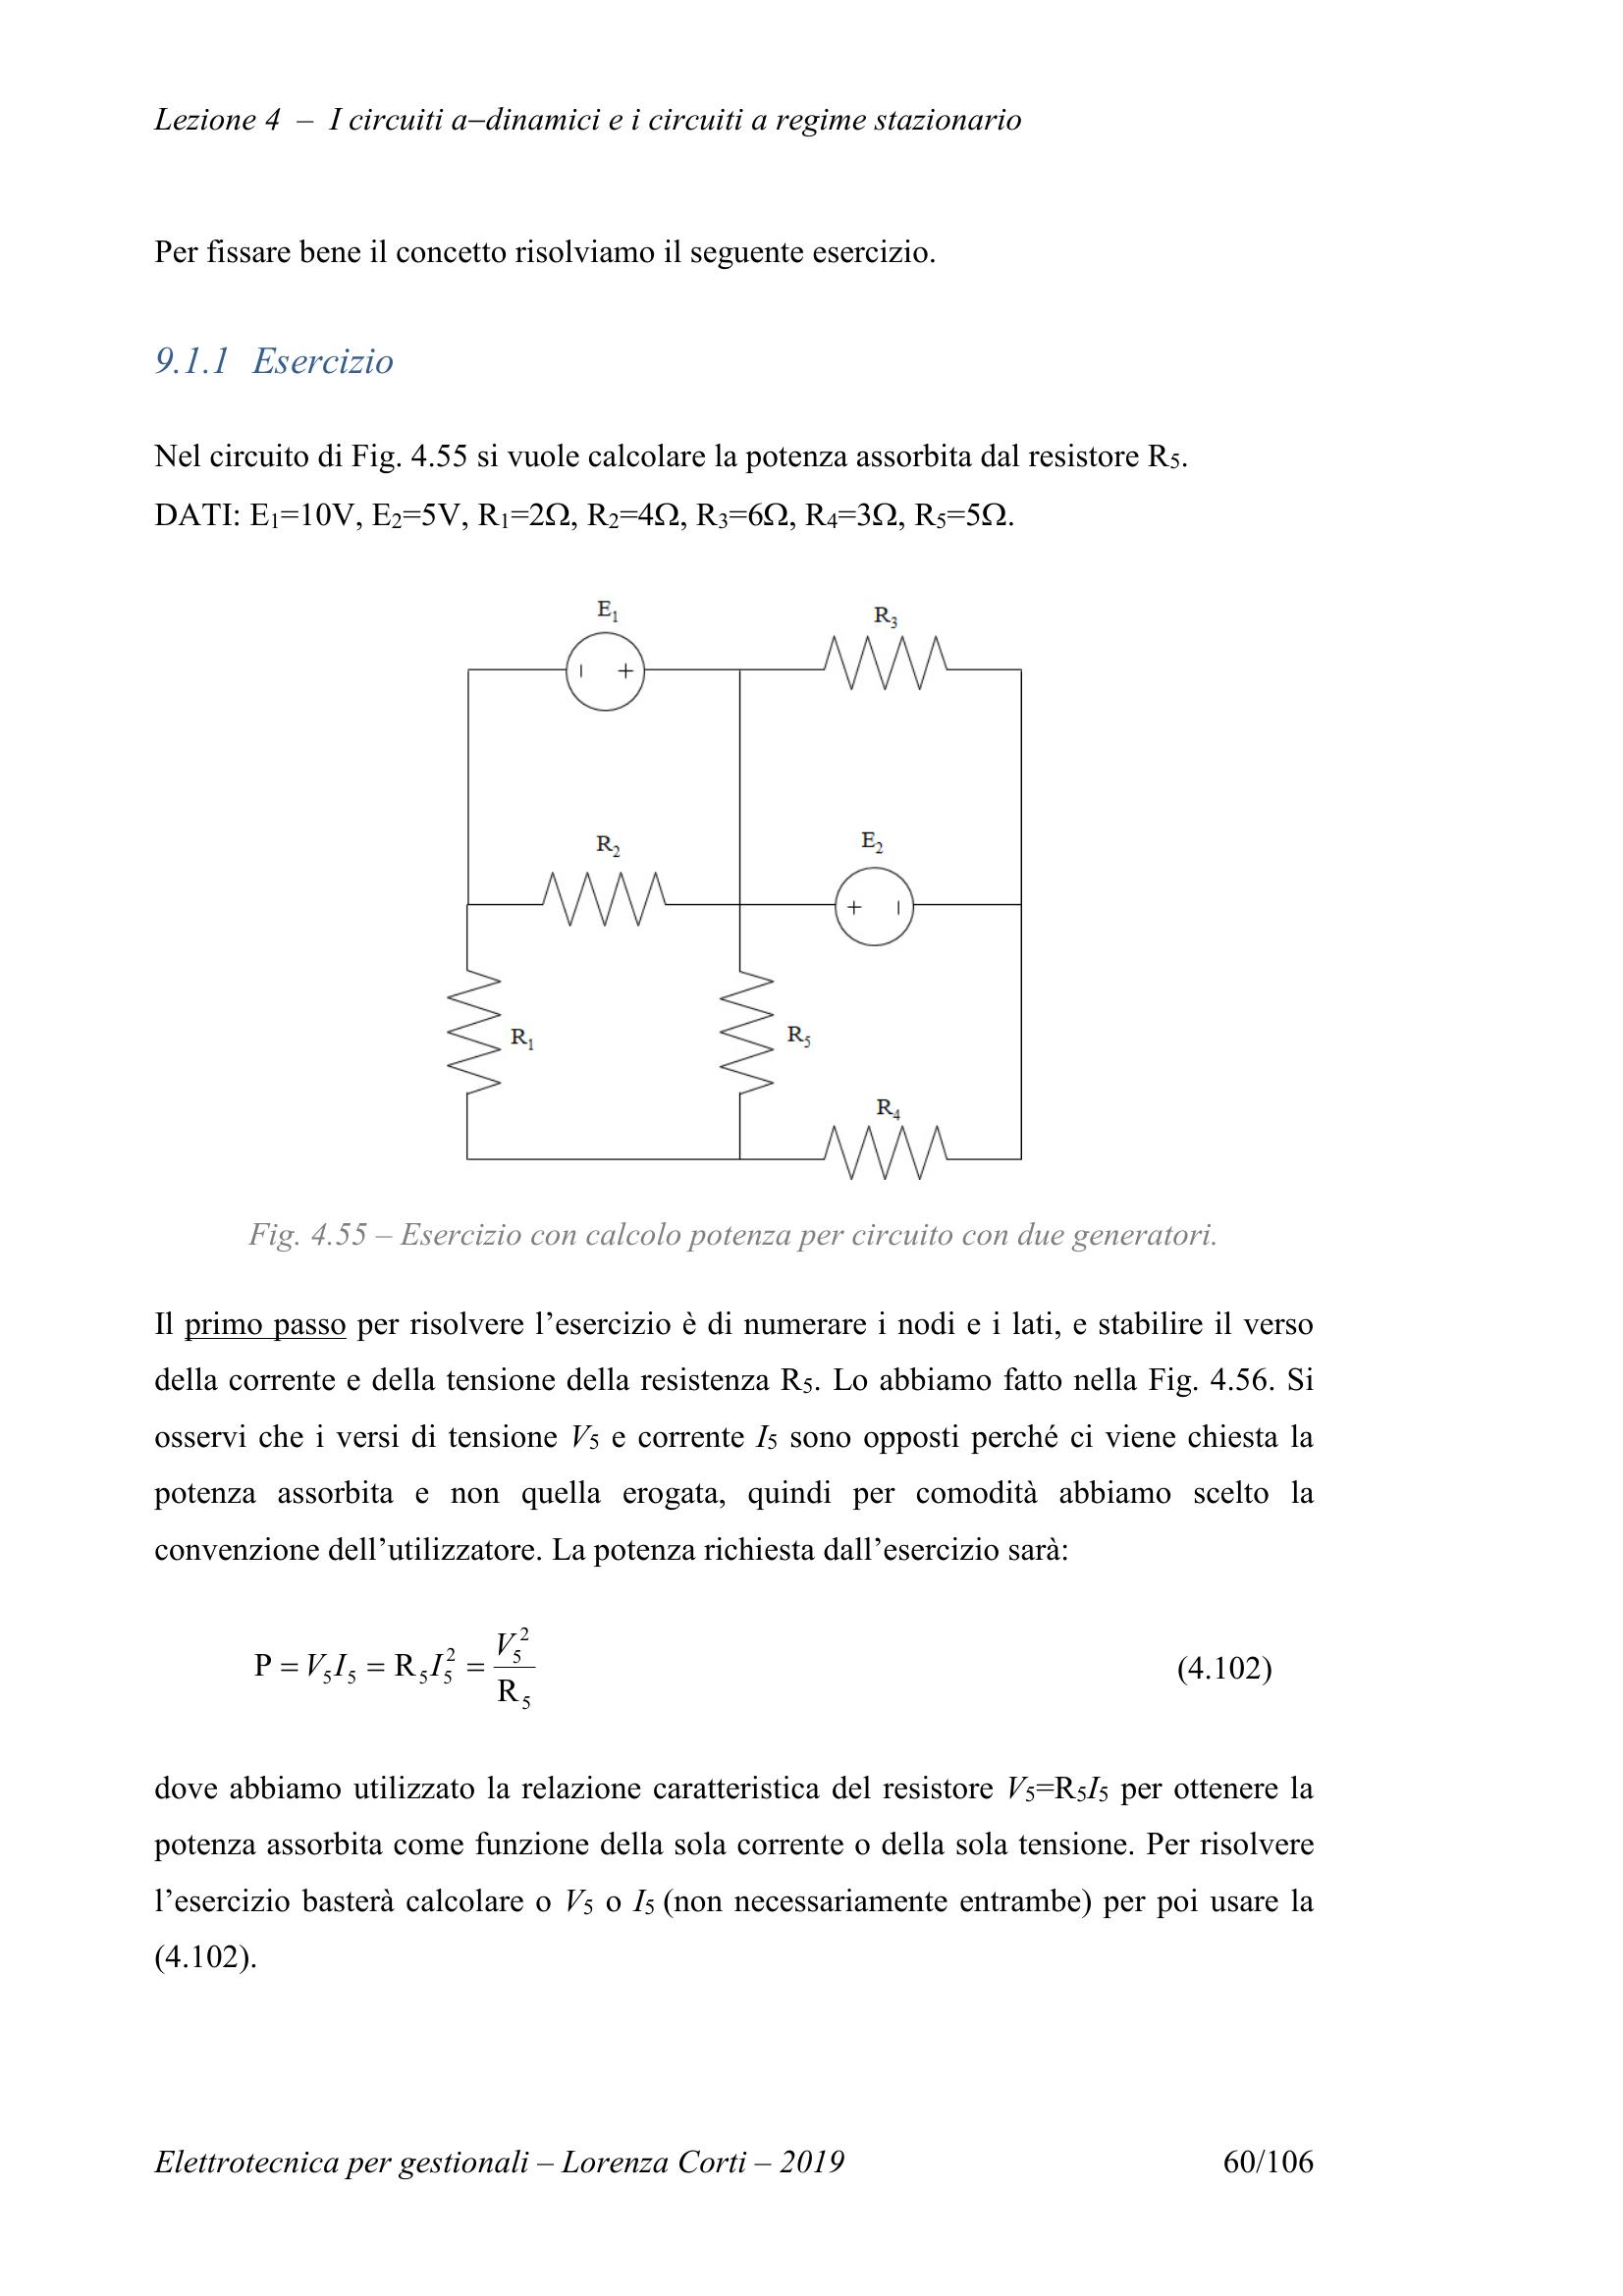 Lezione 4 – I circuiti a–dinamici e i circuiti a regime stazionario
Per fissare bene il concetto risolviamo il seguente esercizio.
9.1.1 Esercizio
Nel circuito di Fig. 4.55 si vuole calcolare la potenza assorbita dal resistore R5.
DATI: E1=10V, E2=5V, R1=2Ω, R2=4Ω, R3=6Ω, R4=3Ω, R5=5Ω.
E1
R3
− +
R2
E2
+ −
R1
R5
R4
Fig. 4.55 – Esercizio con calcolo potenza per circuito con due generatori.
Il primo passo per risolvere l’esercizio è di numerare i nodi e i lati, e stabilire il verso
della corrente e della tensione della resistenza R5. Lo abbiamo fatto nella Fig. 4.56. Si
osservi che i versi di tensione V5 e corrente I5 sono opposti perché ci viene chiesta la
potenza assorbita e non quella erogata, quindi per comodità abbiamo scelto la
convenzione dell’utilizzatore. La potenza richiesta dall’esercizio sarà:
P = V5I5 = R5I5² = V5²/R5 (4.102)
dove abbiamo utilizzato la relazione caratteristica del resistore V5=R5I5 per ottenere la
potenza assorbita come funzione della sola corrente o della sola tensione. Per risolvere
l’esercizio basterà calcolare o V5 o I5 (non necessariamente entrambe) per poi usare la
(4.102).
Elettrotecnica per gestionali – Lorenza Corti – 2019 60/106